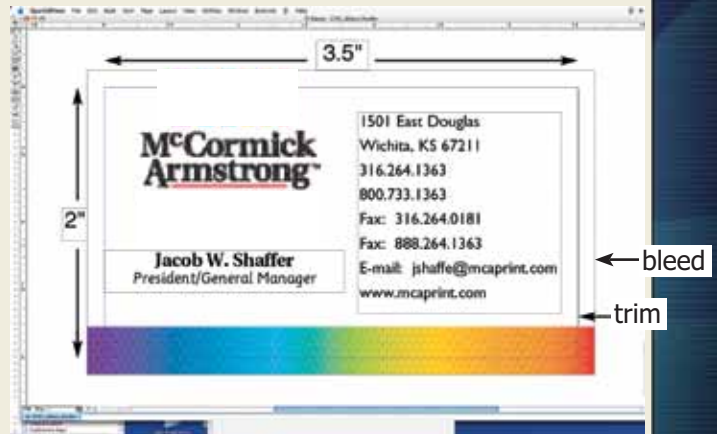 3.5"
2"
McCormick
Armstrong™
Jacob W. Shaffer
President/General Manager
1501 East Douglas
Wichita, KS 67211
316.264.1363
800.733.1363
Fax: 316.264.0181
Fax: 888.264.1363
E-mail: jshaffe@mcaprint.com
www.mcaprint.com
bleed
trim